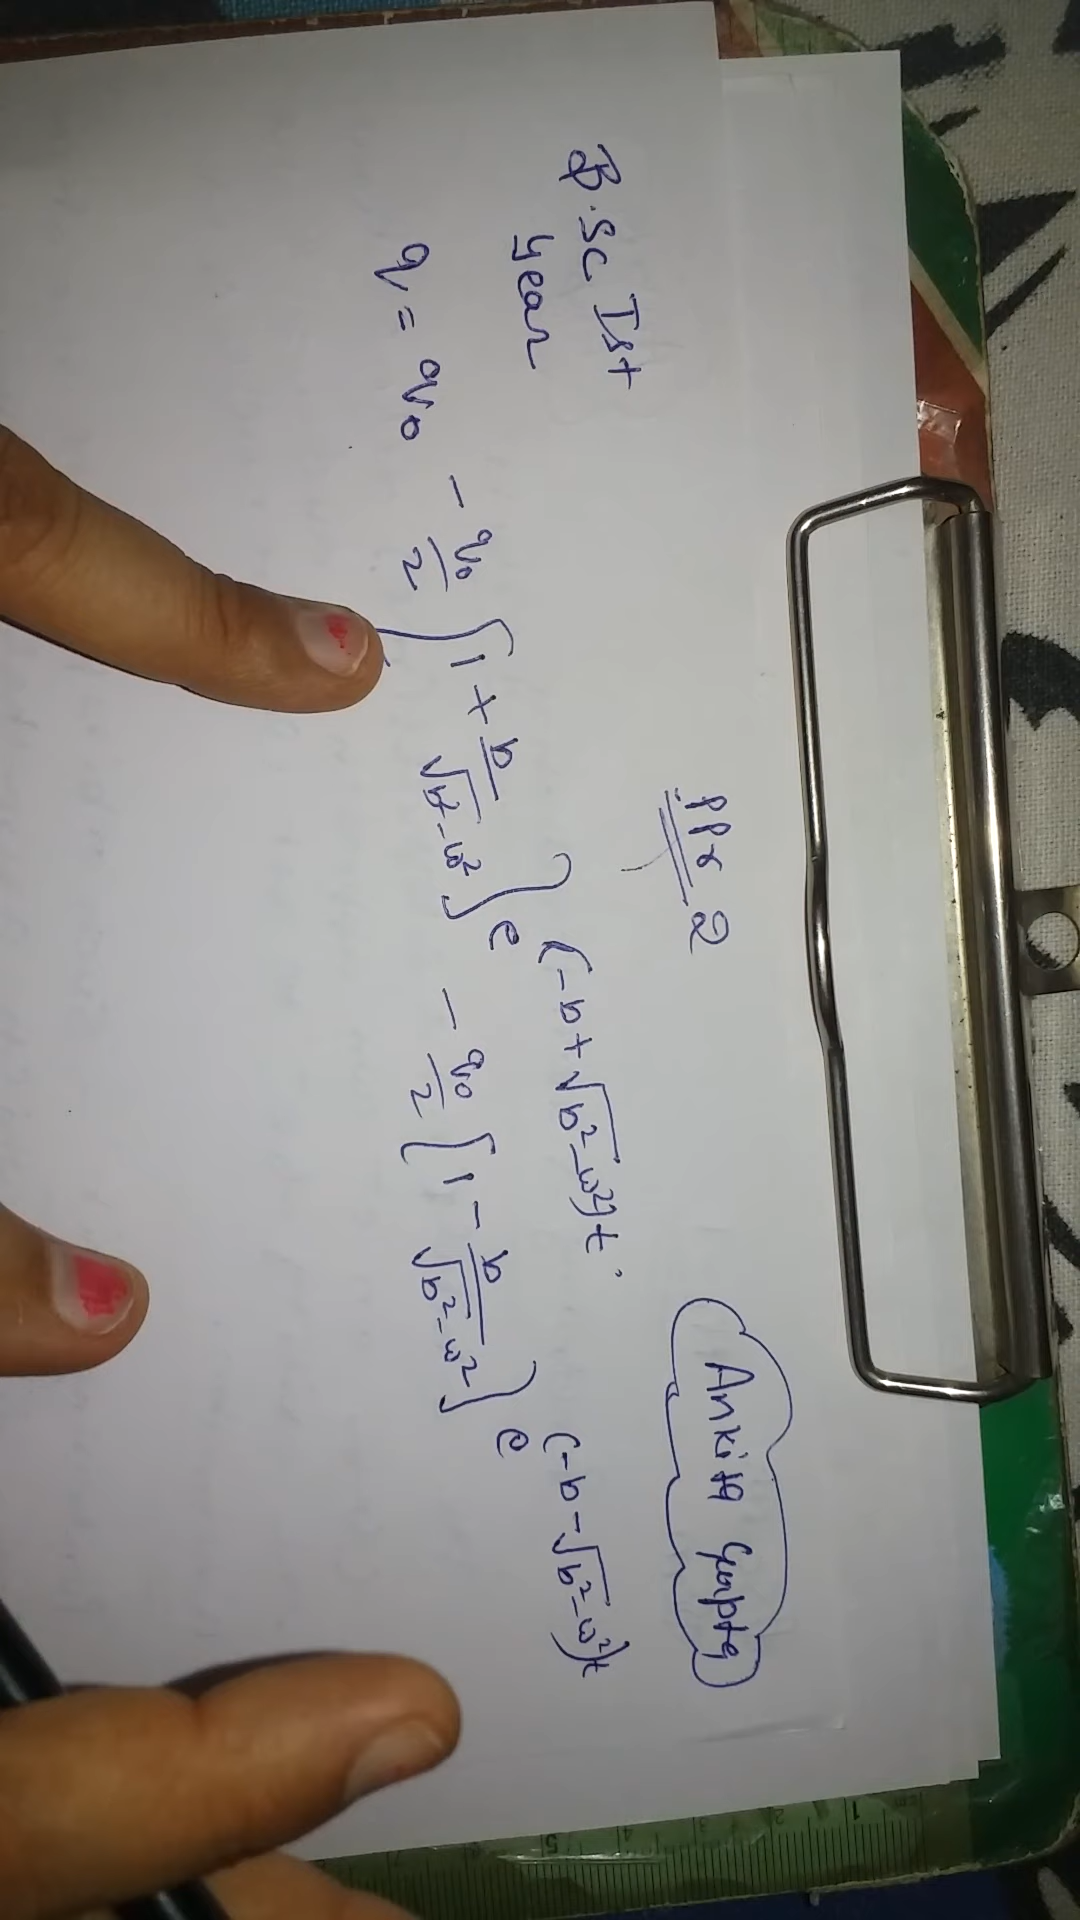 PPr 2
Ankita Gupta
B.Sc Ist
year
q = q₀ - q₀/2 [1 + b/√b²-ω²] e^(-b+√b²-ω²)t - q₀/2 [1 - b/√b²-ω²] e^(-b-√b²-ω²)t